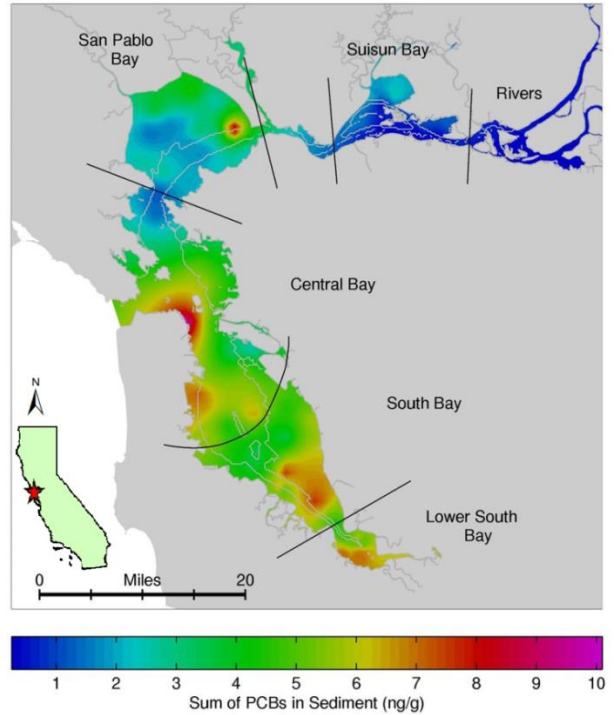 San Pablo
Bay
Suisun Bay
Rivers
Central Bay
South Bay
Lower South
Bay
N
0 Miles 20
1 2 3 4 5 6 7 8 9 10
Sum of PCBs in Sediment (ng/g)